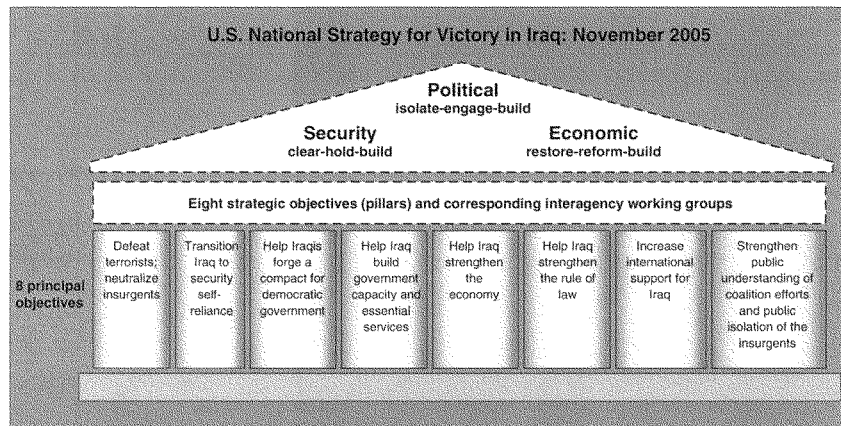 U.S. National Strategy for Victory in Iraq: November 2005
Political
isolate-engage-build
Security
clear-hold-build
Economic
restore-reform-build
Eight strategic objectives (pillars) and corresponding interagency working groups
8 principal
objectives
Defeat
terrorists;
neutralize
insurgents
Transition
Iraq to
security
self-
reliance
Help Iraqis
forge a
compact for
democratic
government
Help Iraq
build
government
capacity and
essential
services
Help Iraq
strengthen
the
economy
Help Iraq
strengthen
the rule of
law
Increase
international
support for
Iraq
Strengthen
public
understanding of
coalition efforts
and public
isolation of the
insurgents